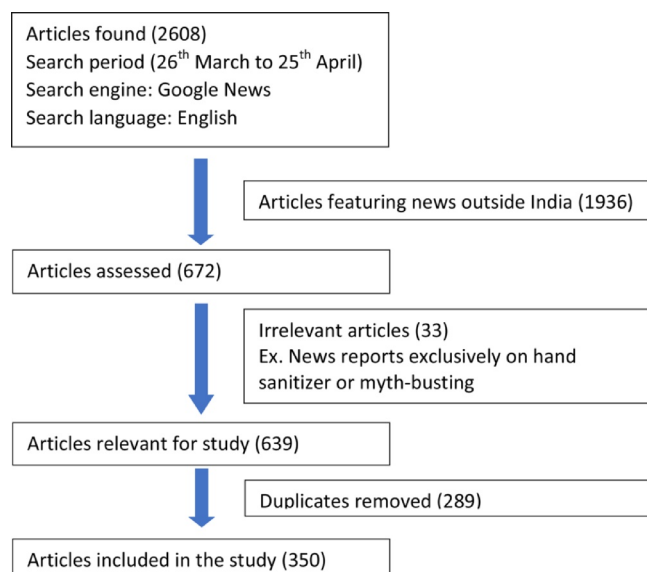 Articles found (2608)
Search period (26th March to 25th April)
Search engine: Google News
Search language: English
Articles featuring news outside India (1936)
Articles assessed (672)
Irrelevant articles (33)
Ex. News reports exclusively on hand
sanitizer or myth-busting
Articles relevant for study (639)
Duplicates removed (289)
Articles included in the study (350)